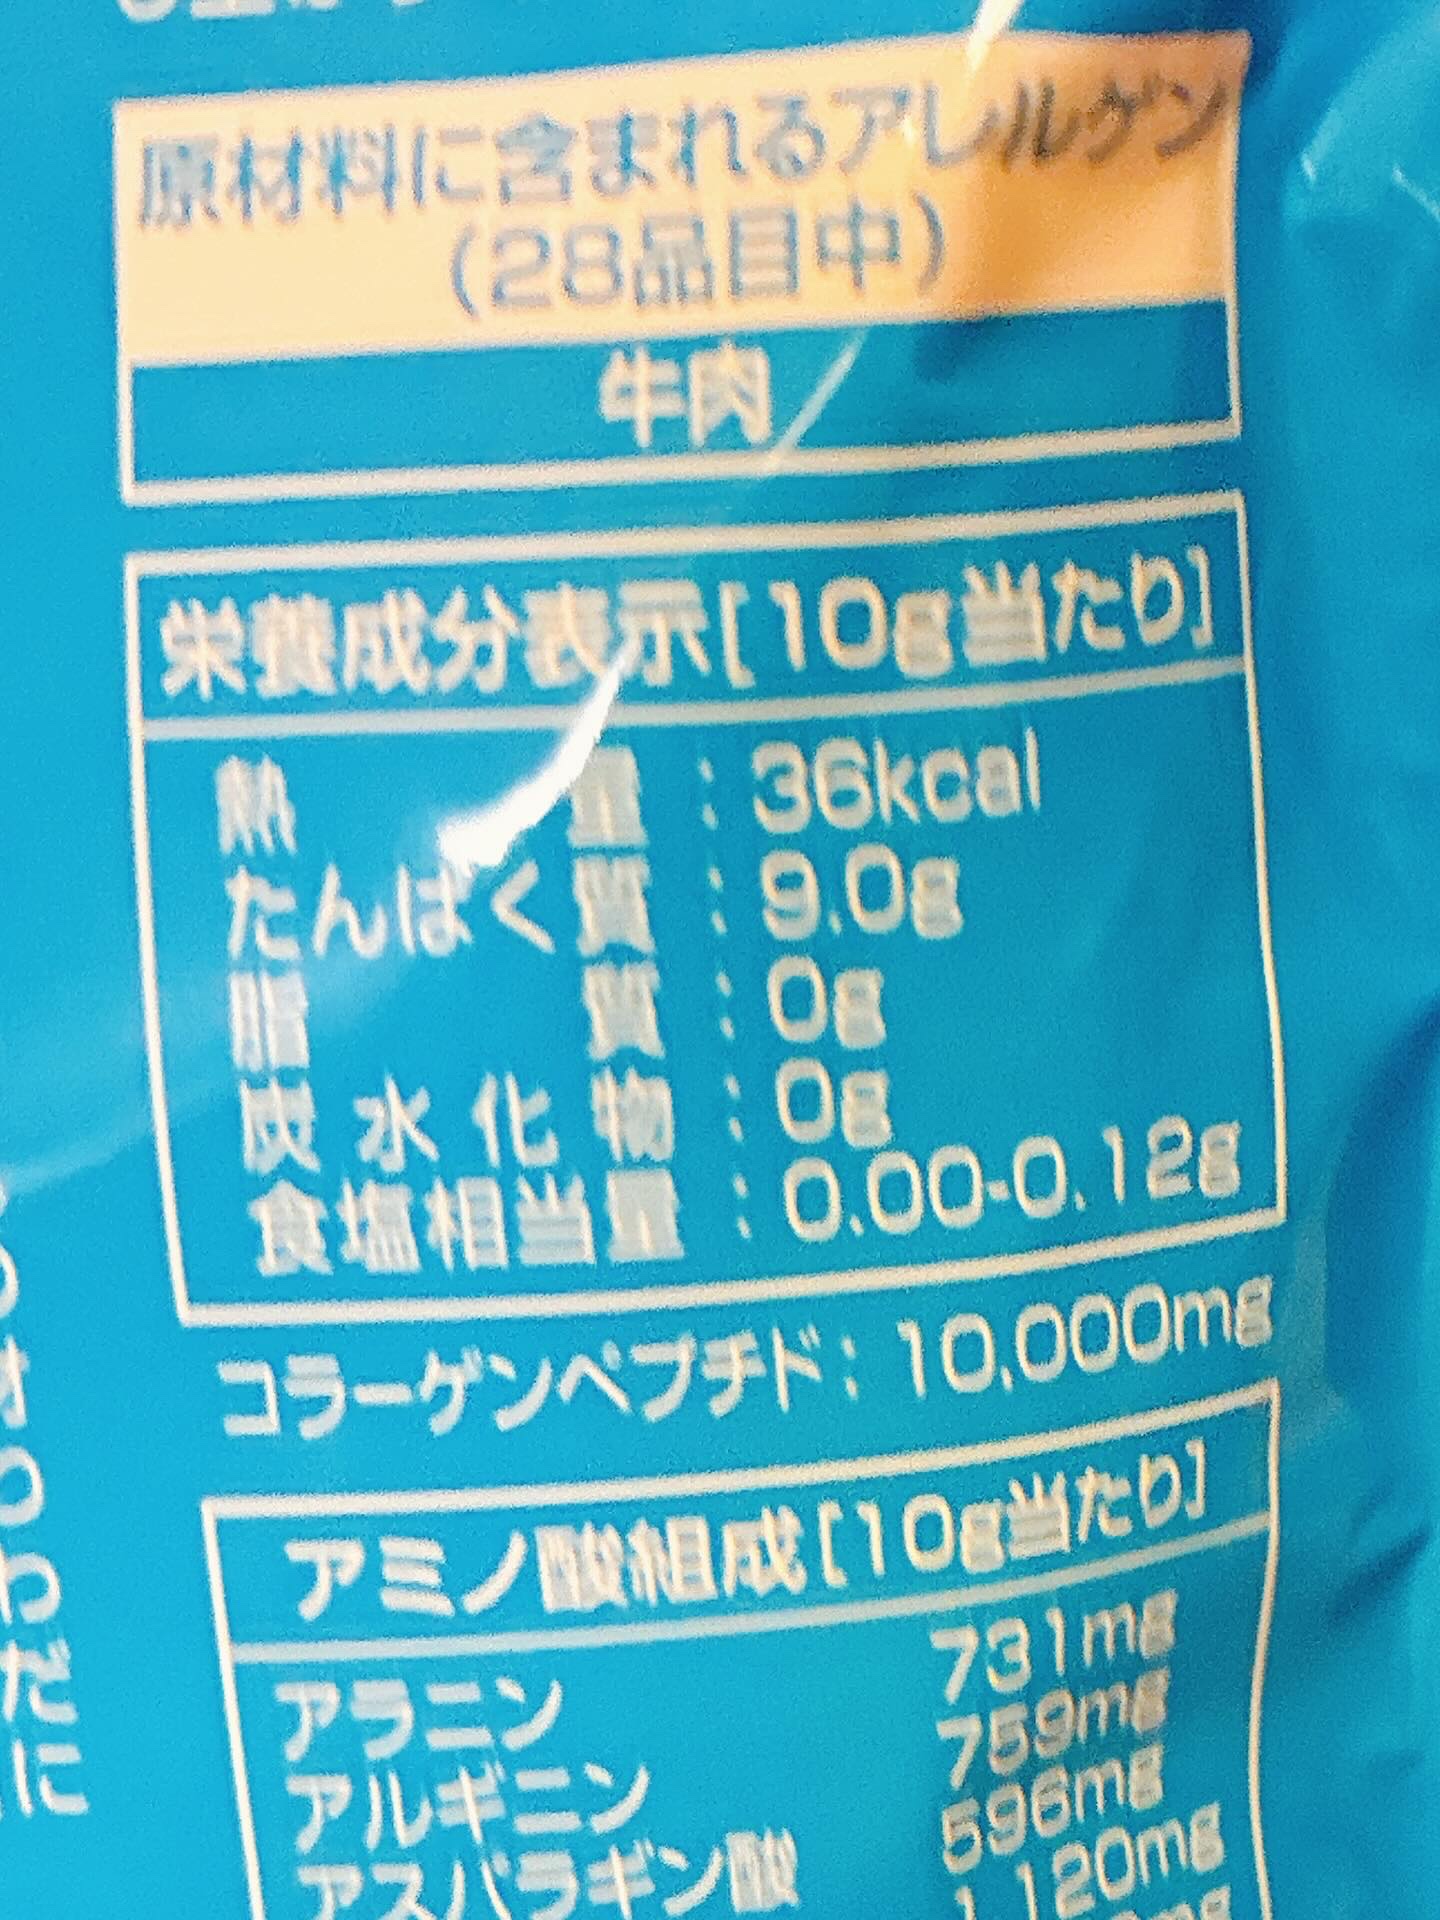 原材料に含まれるアレルゲン
(28品目中)
牛肉
栄養成分表示[10g当たり]
熱量:36kcal
たんぱく質:9.0g
脂質:0g
炭水化物:0g
食塩相当量:0.00-0.12g
コラーゲンペプチド:10,000mg
アミノ酸組成[10g当たり]
アラニン 731mg
アルギニン 759mg
アスパラギン酸 596mg
1,120mg